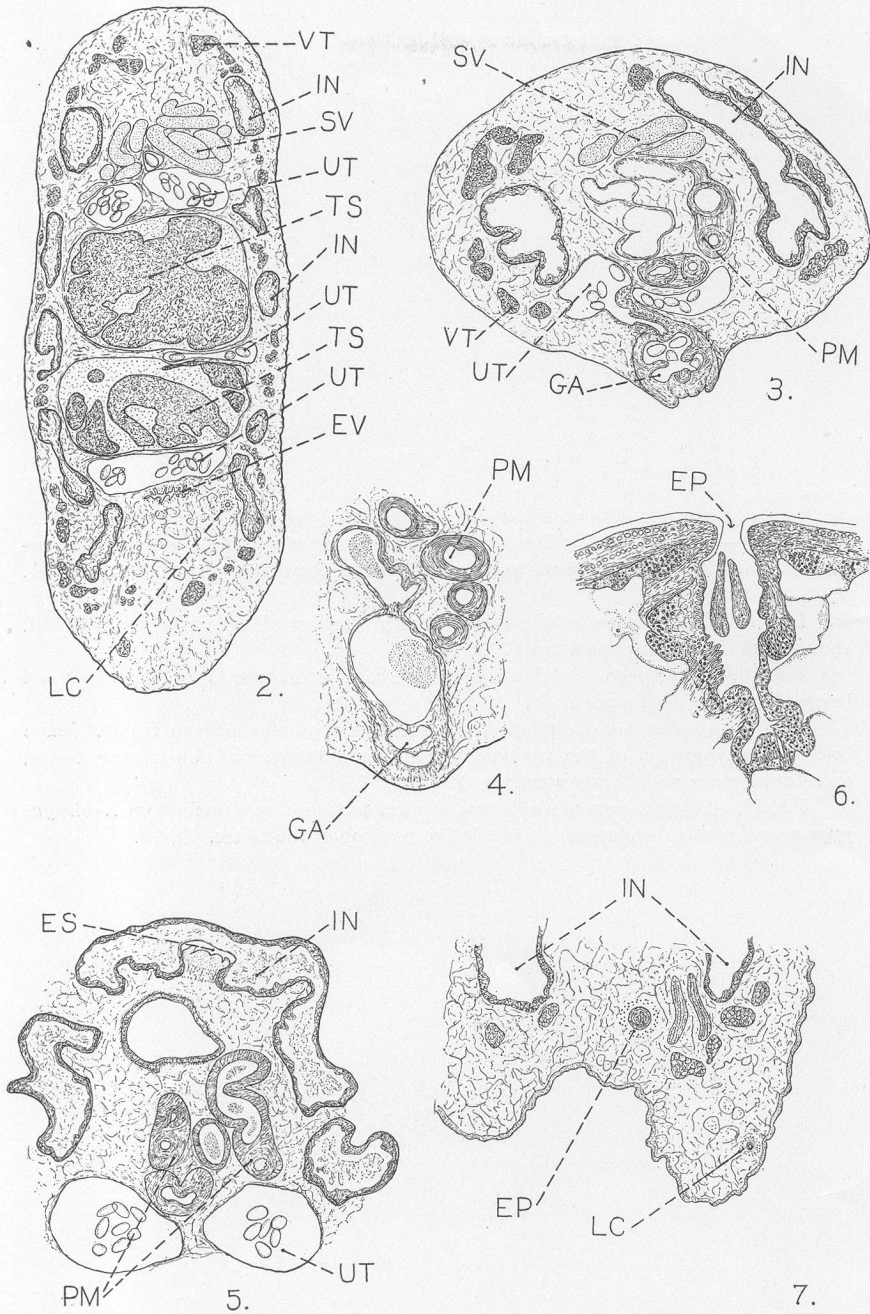 VT
IN
SV
UT
TS
IN
UT
TS
UT
EV
LC
2.
SV
IN
VT
UT
GA
PM
3.
PM
GA
4.
EP
6.
ES
IN
PM
UT
5.
IN
EP
LC
7.